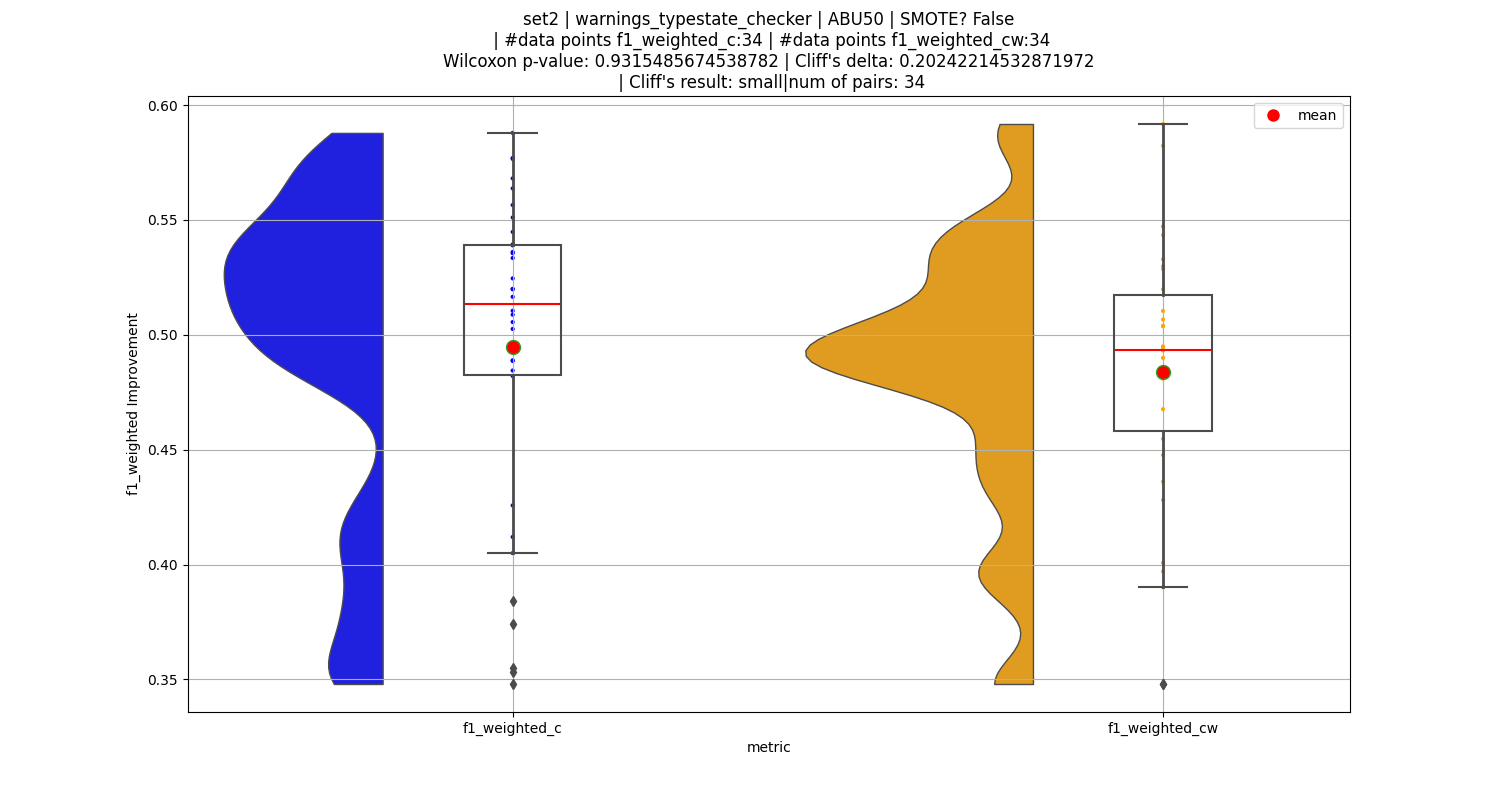 set2 | warnings_typestate_checker | ABU50 | SMOTE? False
| #data points f1_weighted_c:34 | #data points f1_weighted_cw:34
Wilcoxon p-value: 0.9315485674538782 | Cliff's delta: 0.20242214532871972
| Cliff's result: small|num of pairs: 34
mean
0.60
0.55
0.50
0.45
0.40
0.35
f1_weighted Improvement
f1_weighted_c
f1_weighted_cw
metric